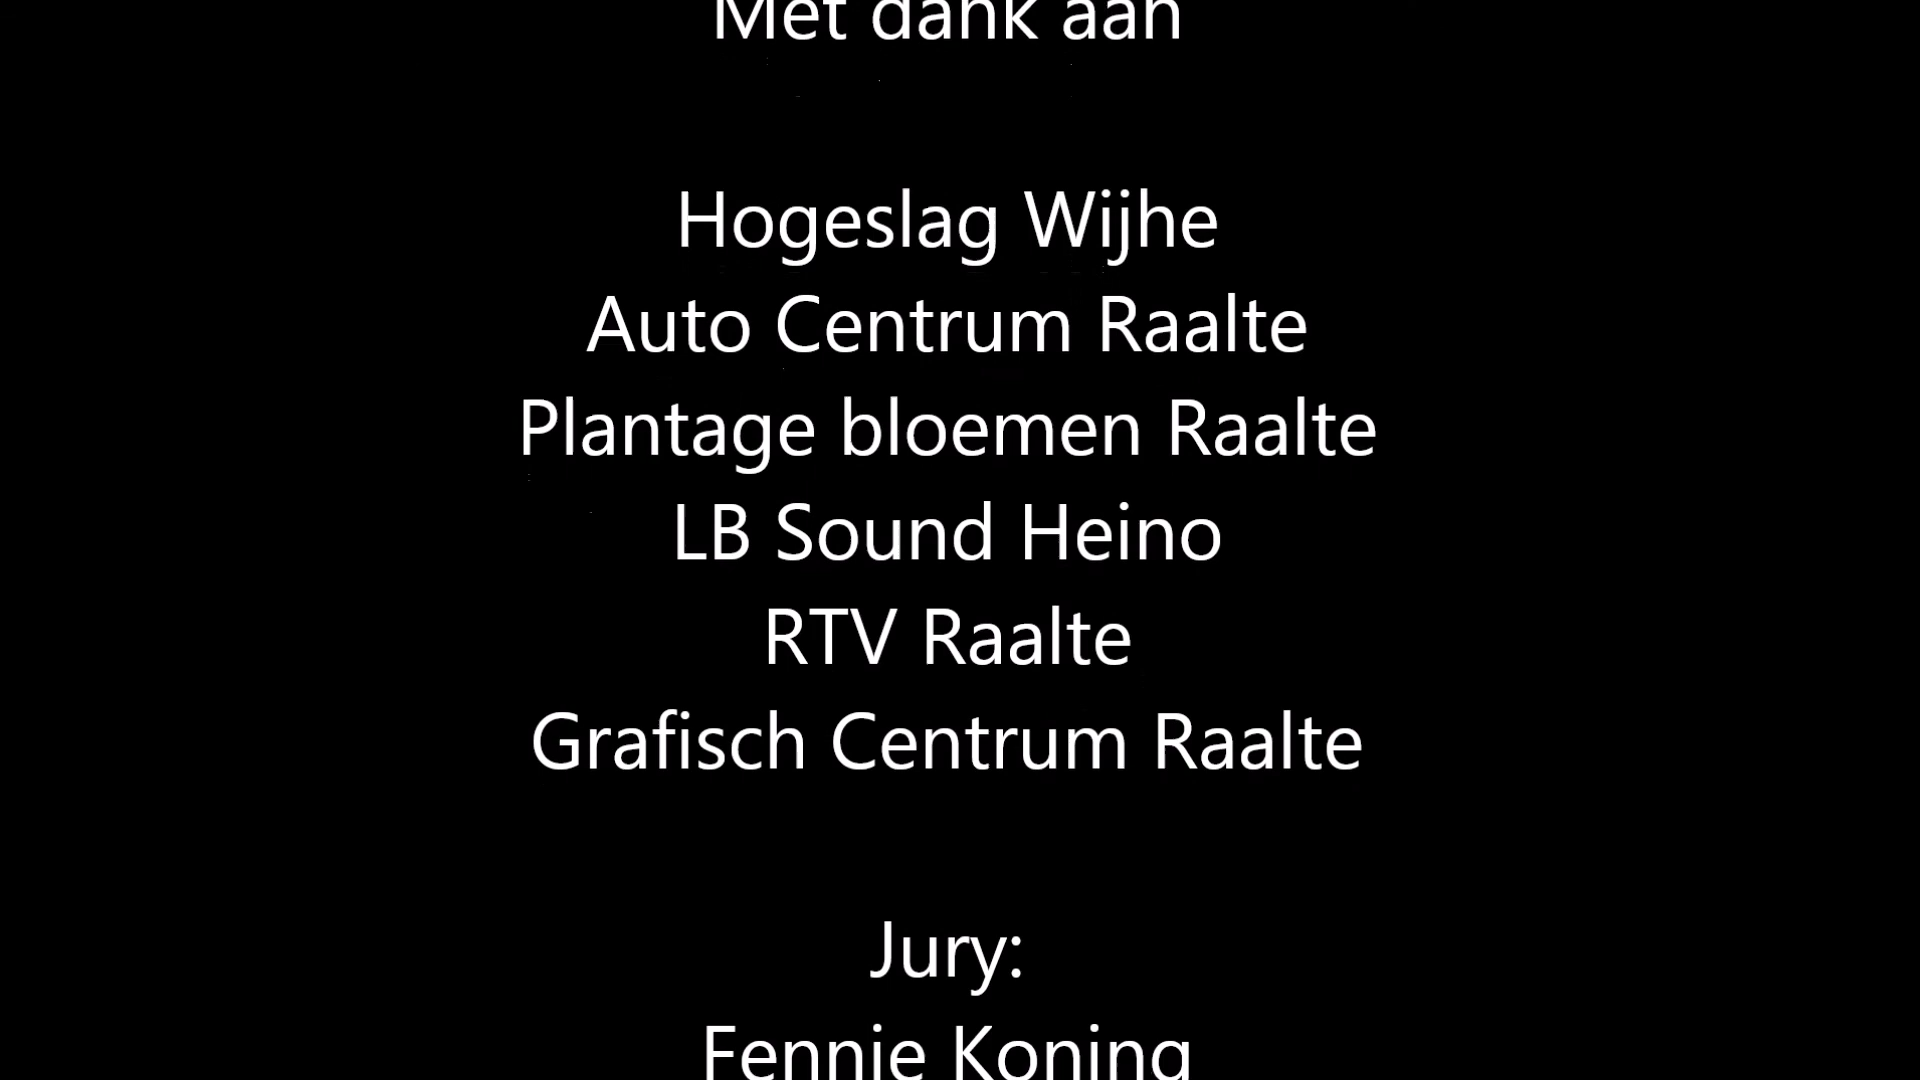 Met dank aan
Hogeslag Wijhe
Auto Centrum Raalte
Plantage bloemen Raalte
LB Sound Heino
RTV Raalte
Grafisch Centrum Raalte
Jury:
Fennie Koning